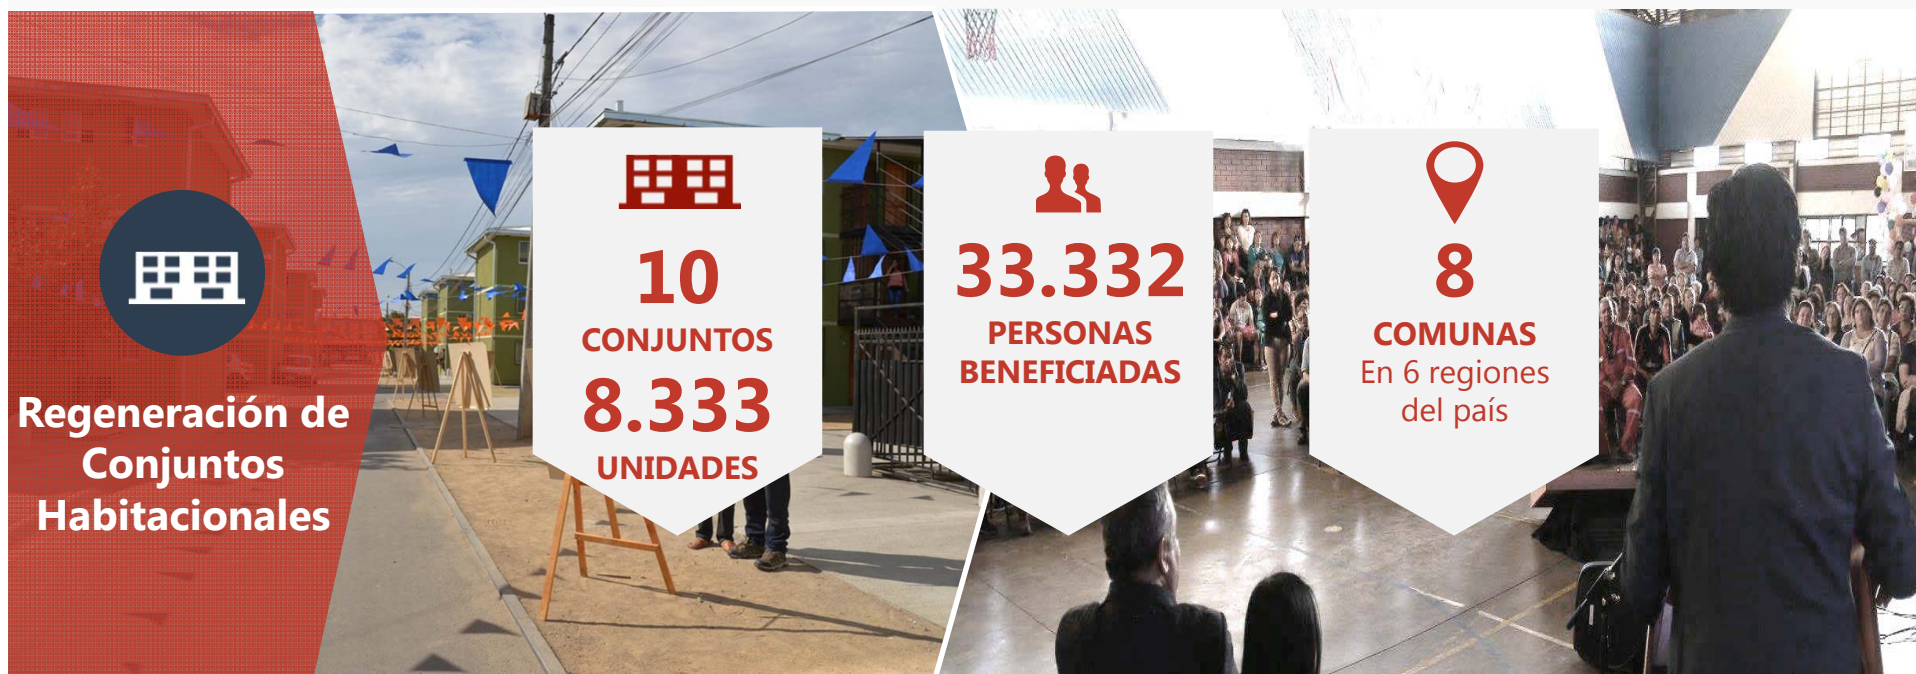 Regeneración de
Conjuntos
Habitacionales
10
CONJUNTOS
8.333
UNIDADES
33.332
PERSONAS
BENEFICIADAS
8
COMUNAS
En 6 regiones
del país